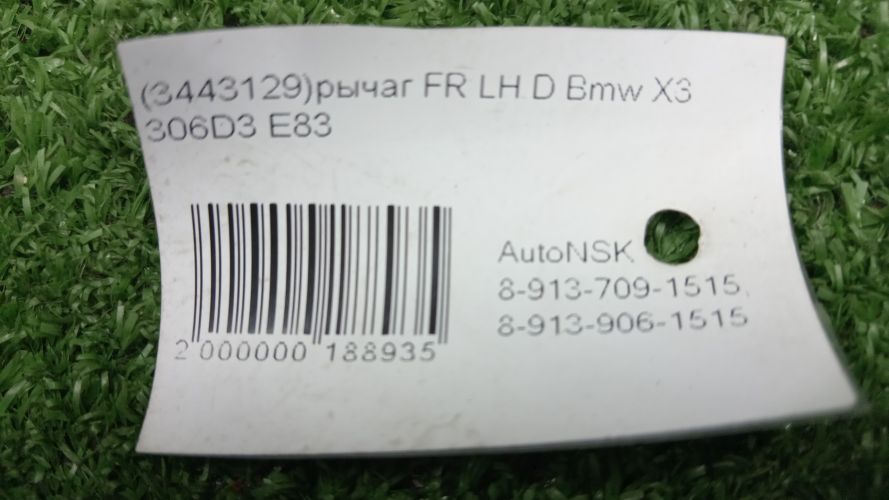 (3443129)рычаг FR LH D Bmw X3
306D3 E83
AutoNSK
8-913-709-1515,
8-913-906-1515
2 000000 188935